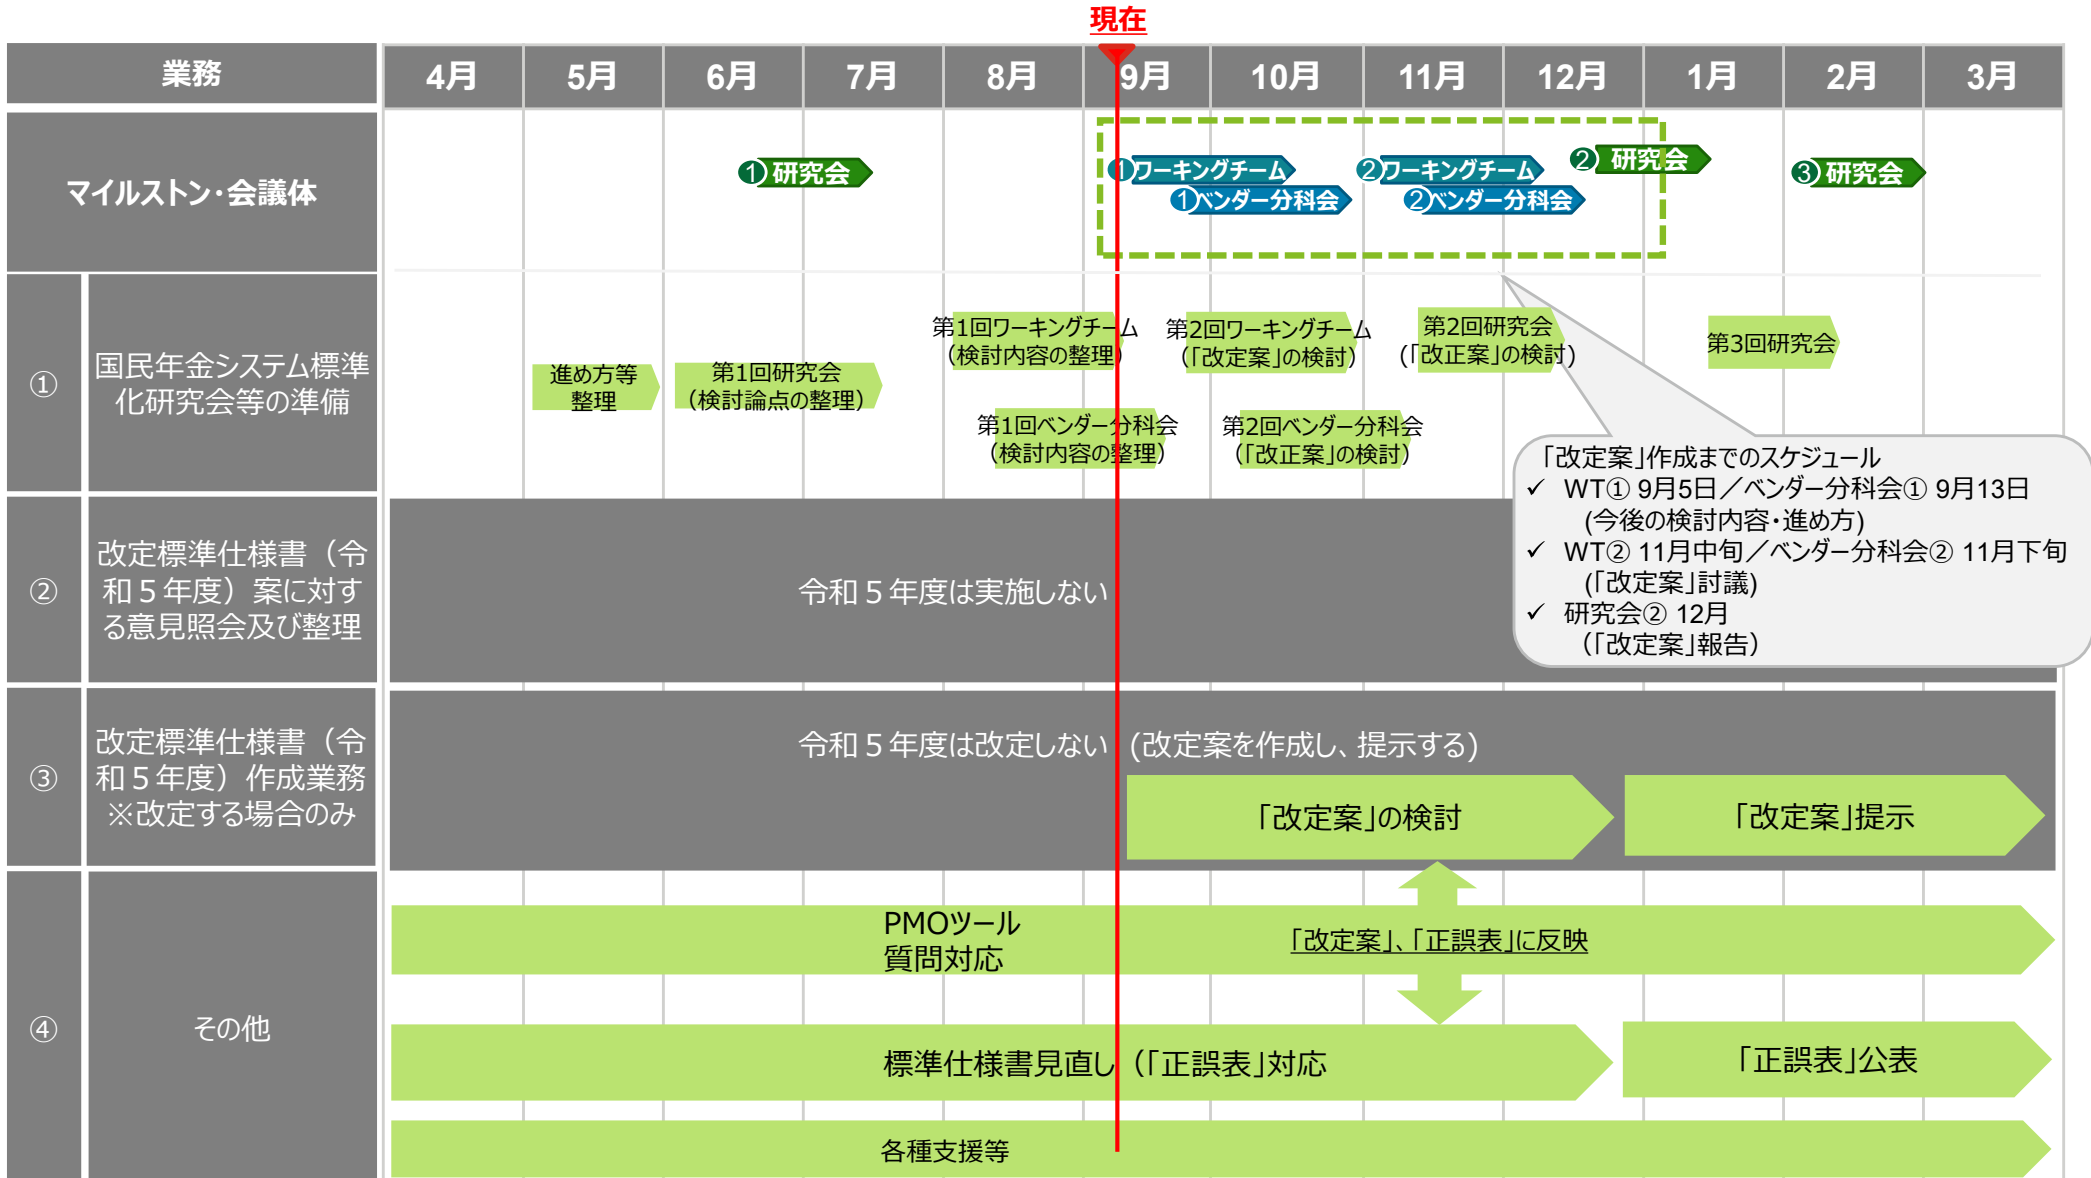 現在
業務
4月
5月
6月
7月
8月
9月
10月
11月
12月
1月
2月
3月
マイルストン・会議体
①研究会
①ワーキングチーム
①ベンダー分科会
②ワーキングチーム
②ベンダー分科会
② 研究会
③研究会
①
国民年金システム標準
化研究会等の準備
進め方等
整理
第1回研究会
（検討論点の整理）
第1回ワーキングチーム
（検討内容の整理）
第1回ベンダー分科会
（検討内容の整理）
第2回ワーキングチーム
（「改定案」の検討）
第2回ベンダー分科会
（「改正案」の検討）
第2回研究会
(「改正案」の検討)
第3回研究会
「改定案」作成までのスケジュール
✓ WT① 9月5日／ベンダー分科会① 9月13日
(今後の検討内容・進め方)
✓ WT② 11月中旬／ベンダー分科会② 11月下旬
(「改定案」討議)
✓ 研究会② 12月
（「改定案」報告）
②
改定標準仕様書（令
和５年度）案に対す
る意見照会及び整理
令和５年度は実施しない
③
改定標準仕様書（令
和５年度）作成業務
※改定する場合のみ
令和５年度は改定しない (改定案を作成し、提示する)
「改定案」の検討
「改定案」提示
④
その他
PMOツール
質問対応
「改定案」、「正誤表」に反映
標準仕様書見直し（「正誤表」対応
「正誤表」公表
各種支援等